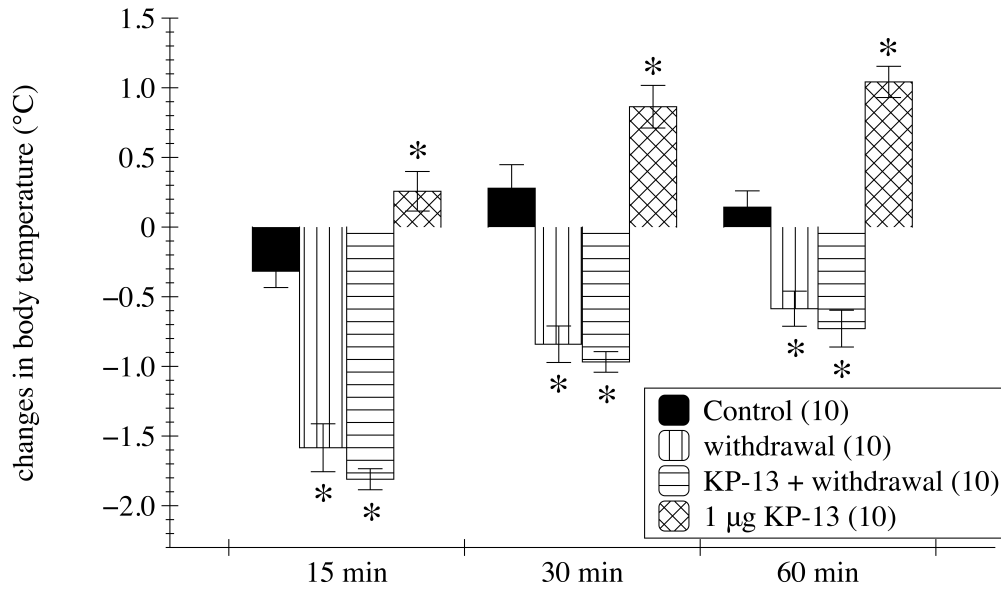 changes in body temperature (°C)
1.5
1.0
0.5
0
−0.5
−1.0
−1.5
−2.0
* * *
* *
* *
* *
Control (10)
withdrawal (10)
KP-13 + withdrawal (10)
1 µg KP-13 (10)
15 min 30 min 60 min